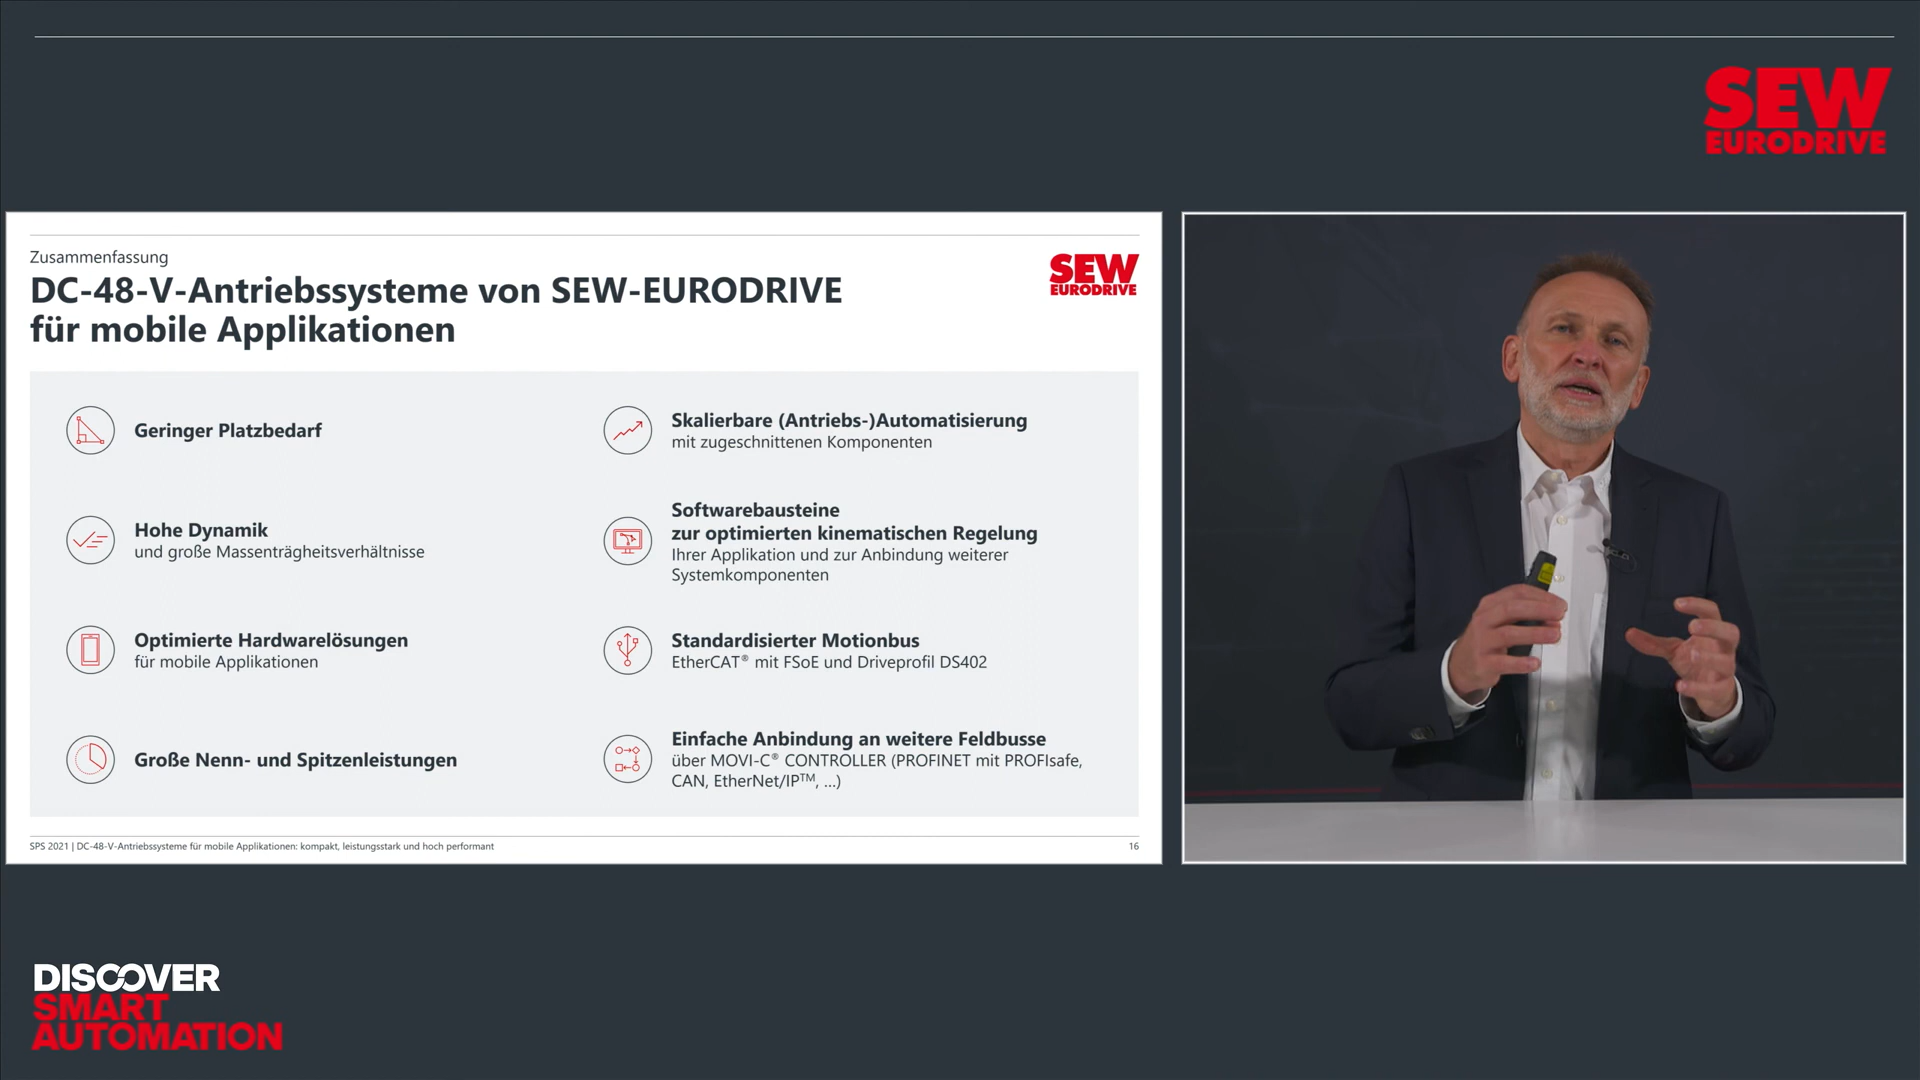 SEW
EURODRIVE
Zusammenfassung
DC-48-V-Antriebssysteme von SEW-EURODRIVE
für mobile Applikationen
SEW
EURODRIVE
Geringer Platzbedarf
Hohe Dynamik
und große Massenträgheitsverhältnisse
Optimierte Hardwarelösungen
für mobile Applikationen
Große Nenn- und Spitzenleistungen
Skalierbare (Antriebs-)Automatisierung
mit zugeschnittenen Komponenten
Softwarebausteine
zur optimierten kinematischen Regelung
Ihrer Applikation und zur Anbindung weiterer
Systemkomponenten
Standardisierter Motionbus
EtherCAT® mit FSoE und Driveprofil DS402
Einfache Anbindung an weitere Feldbusse
über MOVI-C® CONTROLLER (PROFINET mit PROFIsafe,
CAN, EtherNet/IP™, ...)
SPS 2021 | DC-48-V-Antriebssysteme für mobile Applikationen: kompakt, leistungsstark und hoch performant
16
DISCOVER
SMART
AUTOMATION